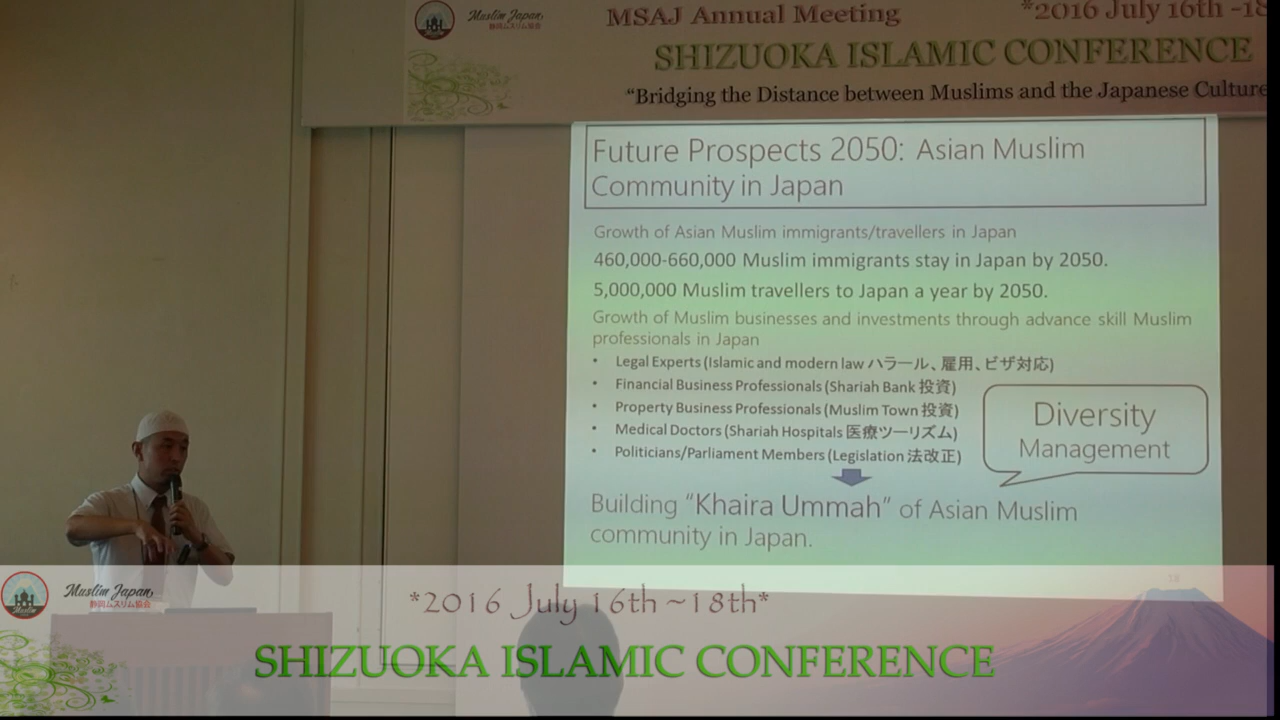 Muslim Japan
静岡ムスリム協会
MSAJ Annual Meeting
*2016 July 16th -18
SHIZUOKA ISLAMIC CONFERENCE
“Bridging the Distance between Muslims and the Japanese Culture
Future Prospects 2050: Asian Muslim
Community in Japan
Growth of Asian Muslim immigrants/travellers in Japan
460,000-660,000 Muslim immigrants stay in Japan by 2050.
5,000,000 Muslim travellers to Japan a year by 2050.
Growth of Muslim businesses and investments through advance skill Muslim
professionals in Japan
• Legal Experts (Islamic and modern law ハラール、雇用、ビザ対応)
• Financial Business Professionals (Shariah Bank 投資)
• Property Business Professionals (Muslim Town 投資)
• Medical Doctors (Shariah Hospitals 医療ツーリズム)
• Politicians/Parliament Members (Legislation 法改正)
Diversity
Management
Building “Khaira Ummah” of Asian Muslim
community in Japan.
18
Muslim Japan
静岡ムスリム協会
Muslim
*2016 July 16th ~18th*
SHIZUOKA ISLAMIC CONFERENCE